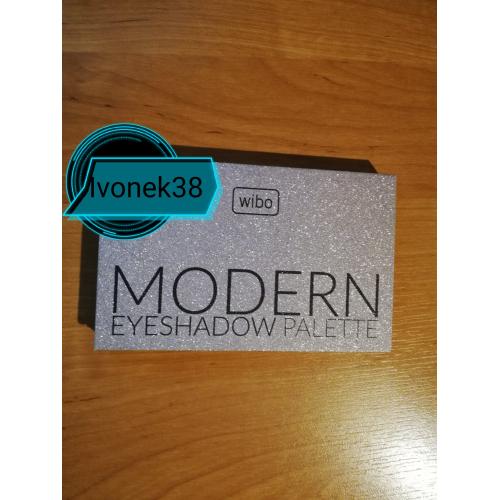 Ivonek38
wibo
MODERN
EYESHADOW PALETTE